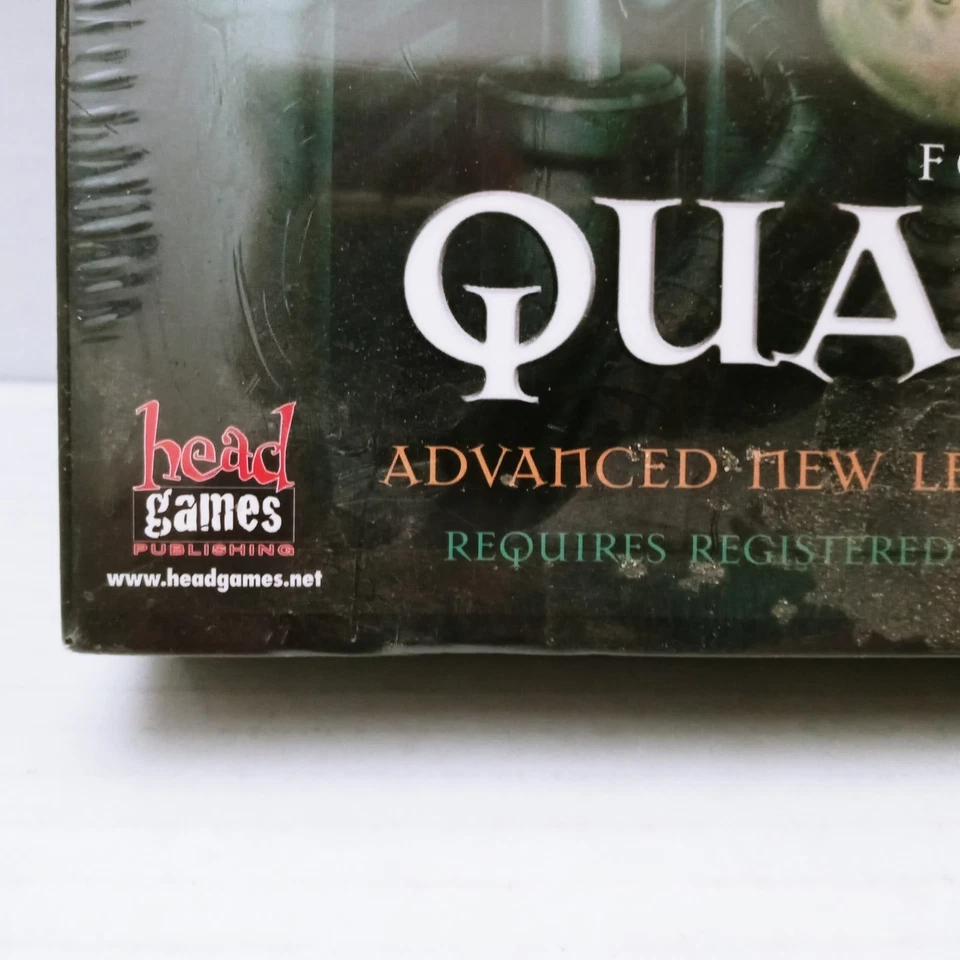 FO
QUA
ADVANCED NEW LE
REQUIRES REGISTERED
head
games
PUBLISHING
www.headgames.net